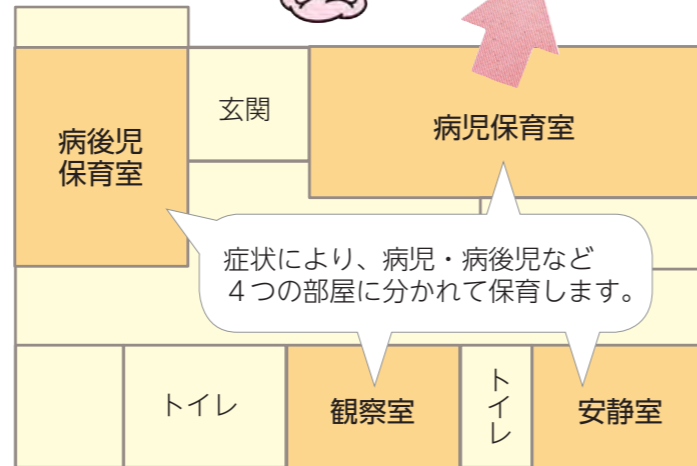 玄関
病児保育室
病後児
保育室
症状により、病児・病後児など
４つの部屋に分かれて保育します。
トイレ
観察室
トイレ
安静室